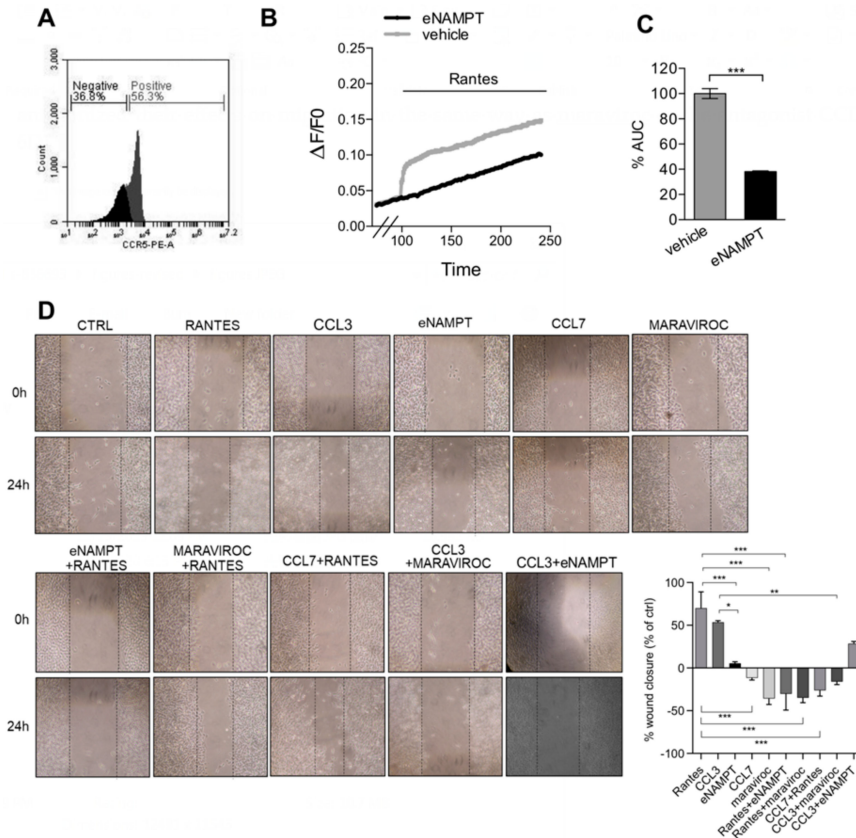 A
3,000
2,000
1,000
0
Count
Negative
36.8%
Positive
56.3%
CCR5-PE-A
B
eNAMPT
vehicle
0.25
0.20
0.15
0.10
0.05
0.00
ΔF/F0
Rantes
100
150
200
250
Time
C
***
120
100
80
60
40
20
0
% AUC
vehicle
eNAMPT
D
CTRL
RANTES
CCL3
eNAMPT
CCL7
MARAVIROC
0h
24h
eNAMPT
+RANTES
MARAVIROC
+RANTES
CCL7+RANTES
CCL3
+MARAVIROC
CCL3+eNAMPT
0h
24h
***
***
***
**
*
100
50
0
-50
-100
% wound closure (% of ctrl)
***
***
***
Rantes
CCL3
eNAMPT
CCL7
maraviroc
Rantes+eNAMPT
Rantes+maraviroc
CCL7+Rantes
CCL3+maraviroc
CCL3+eNAMPT